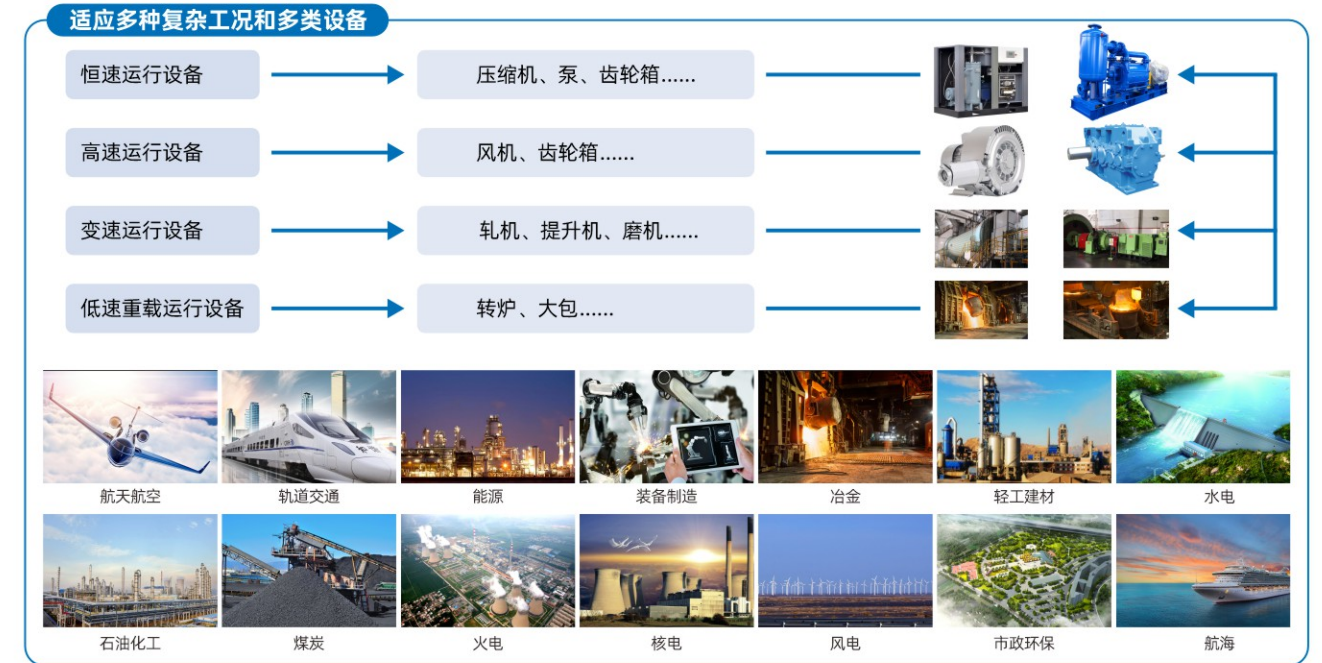 适应多种复杂工况和多类设备
恒速运行设备
压缩机、泵、齿轮箱......
高速运行设备
风机、齿轮箱......
变速运行设备
轧机、提升机、磨机......
低速重载运行设备
转炉、大包......
航天航空
轨道交通
能源
装备制造
冶金
轻工建材
水电
石油化工
煤炭
火电
核电
风电
市政环保
航海